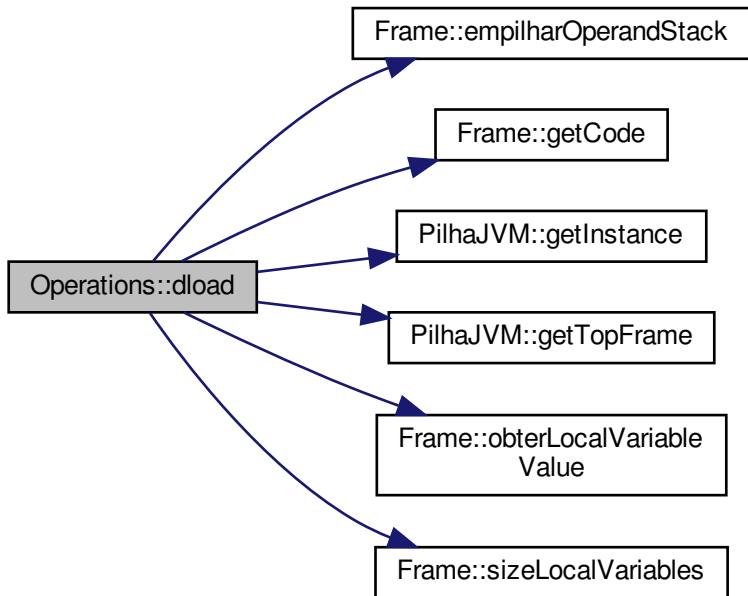 Frame::empilharOperandStack
Frame::getCode
PilhaJVM::getInstance
Operations::dload
PilhaJVM::getTopFrame
Frame::obterLocalVariable
Value
Frame::sizeLocalVariables